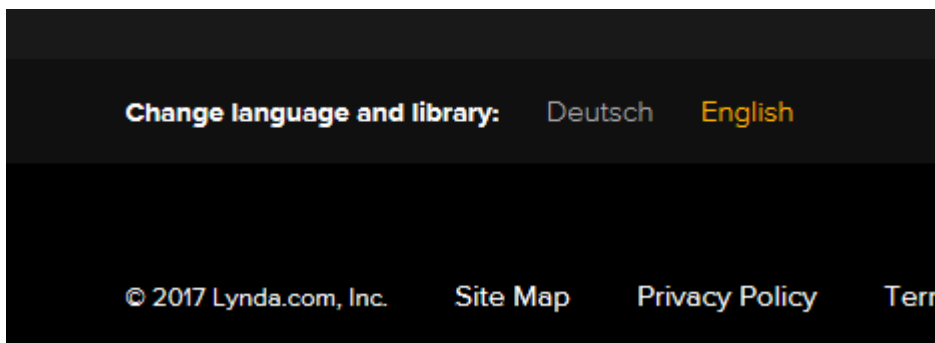 Change language and library: Deutsch English
© 2017 Lynda.com, Inc. Site Map Privacy Policy